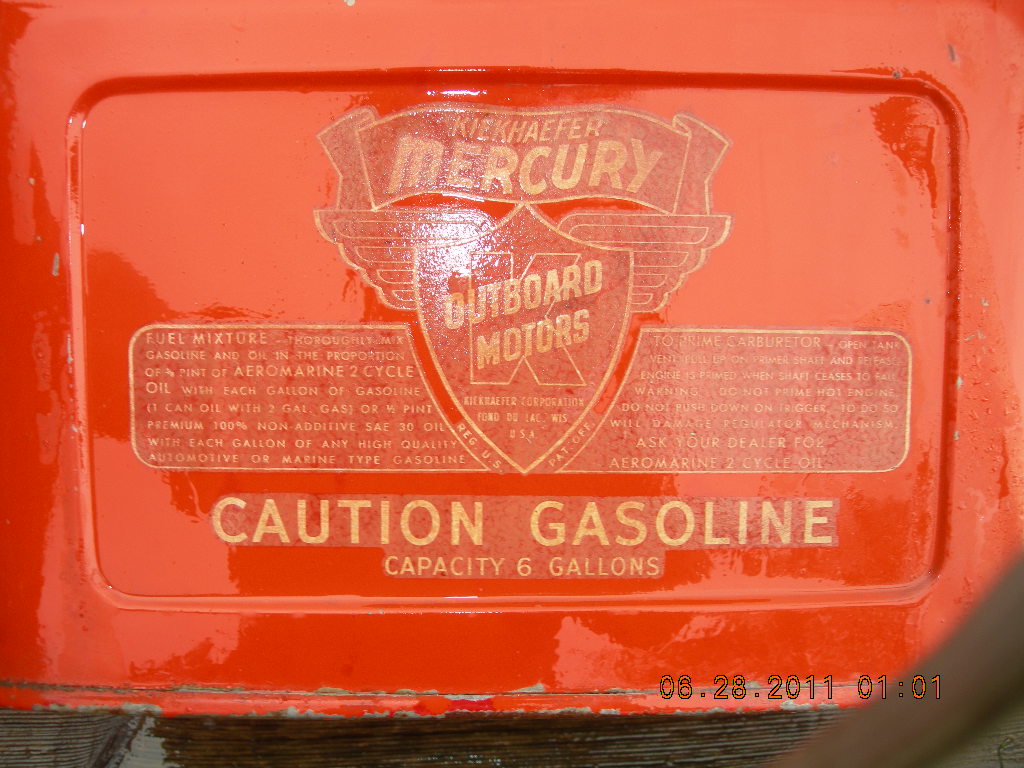 KIEKHAEFER
MERCURY
K
OUTBOARD
MOTORS
KIEKHAEFER CORPORATION
FOND DU LAC, WIS.
U.S.A.
REG. U.S. PAT. OFF.
FUEL MIXTURE - THOROUGHLY MIX
GASOLINE AND OIL IN THE PROPORTION
OF ¾ PINT OF AEROMARINE 2 CYCLE
OIL WITH EACH GALLON OF GASOLINE
(1 CAN OIL WITH 2 GAL. GAS) OR ½ PINT
PREMIUM 100% NON-ADDITIVE SAE 30 OIL
WITH EACH GALLON OF ANY HIGH QUALITY
AUTOMOTIVE OR MARINE TYPE GASOLINE
TO PRIME CARBURETOR - OPEN TANK
VENT. PULL UP ON PRIMER SHAFT AND RELEASE.
ENGINE IS PRIMED WHEN SHAFT CEASES TO FALL.
WARNING DO NOT PRIME HOT ENGINE.
DO NOT PUSH DOWN ON TRIGGER. TO DO SO
WILL DAMAGE REGULATOR MECHANISM.
ASK YOUR DEALER FOR
AEROMARINE 2 CYCLE OIL
CAUTION GASOLINE
CAPACITY 6 GALLONS
06.28.2011 01:01